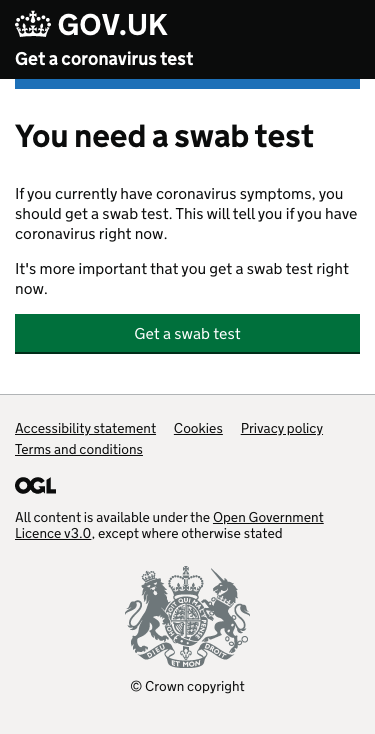 GOV.UK
Get a coronavirus test
You need a swab test
If you currently have coronavirus symptoms, you
should get a swab test. This will tell you if you have
coronavirus right now.
It's more important that you get a swab test right
now.
Get a swab test
Accessibility statement Cookies Privacy policy
Terms and conditions
OGL
All content is available under the Open Government
Licence v3.0, except where otherwise stated
DIEU ET MON DROIT
© Crown copyright